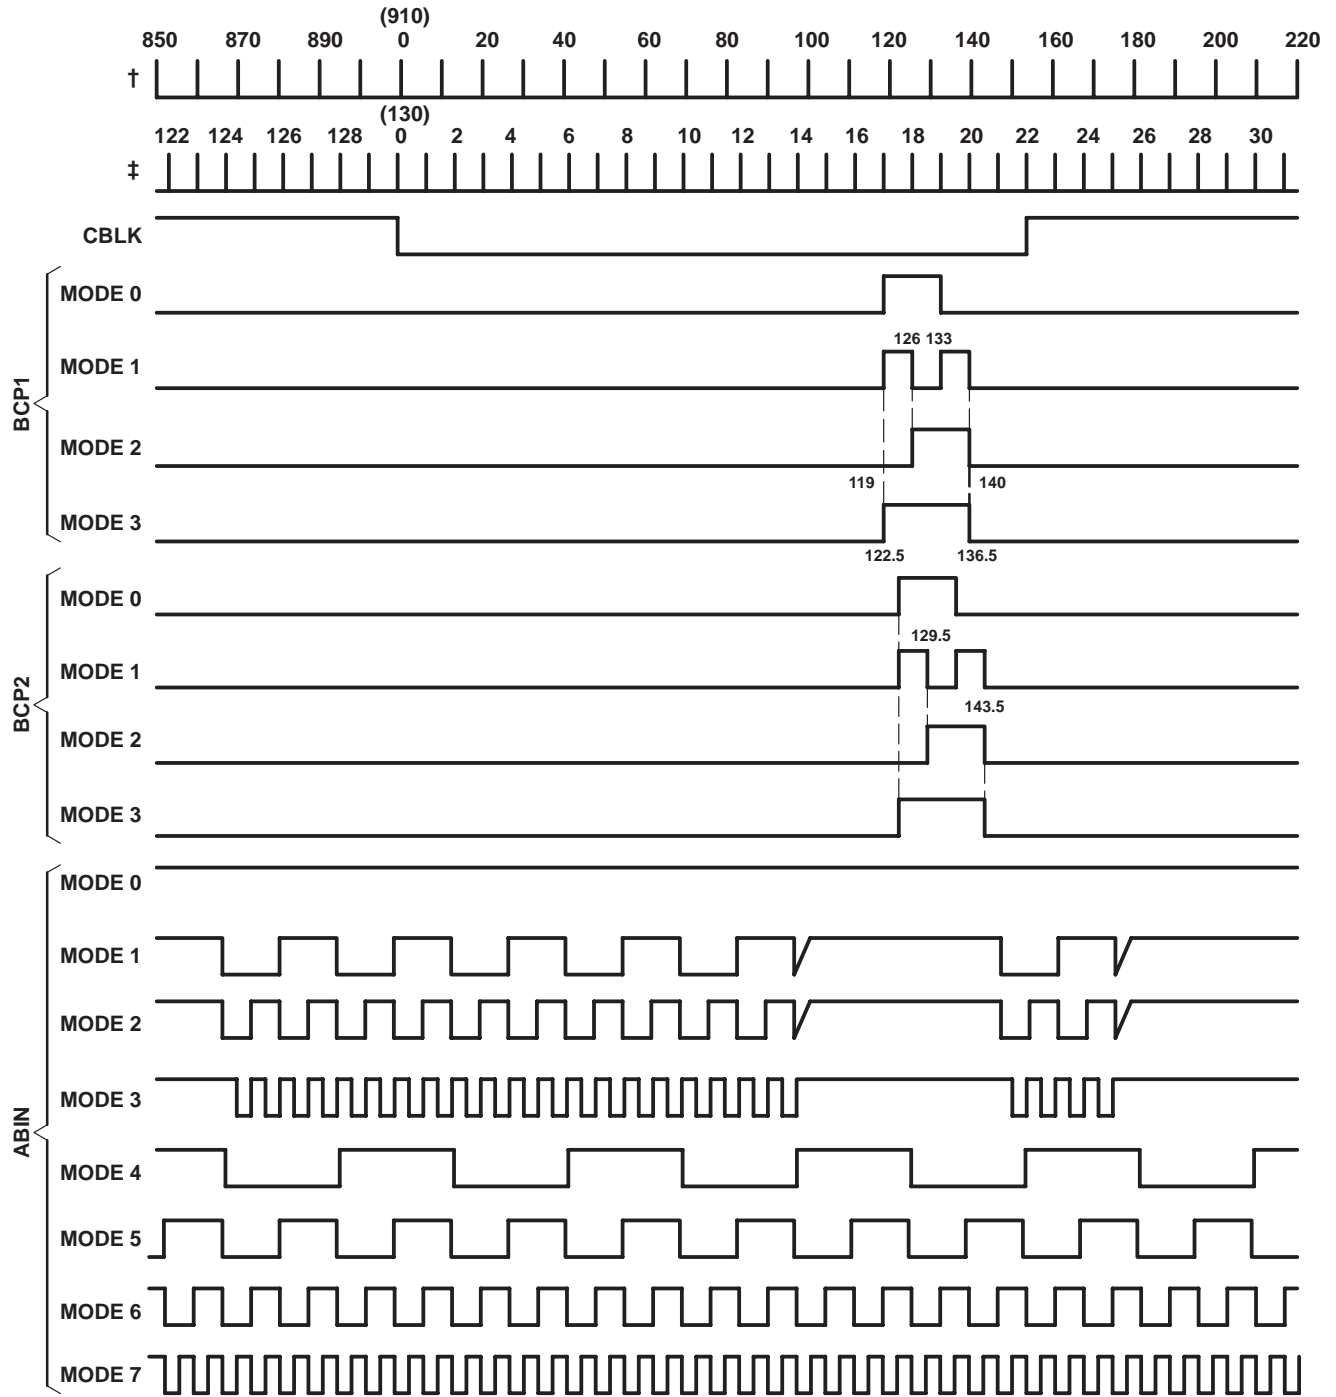 (910)
850 870 890 0 20 40 60 80 100 120 140 160 180 200 220
†
(130)
122 124 126 128 0 2 4 6 8 10 12 14 16 18 20 22 24 26 28 30
‡
CBLK
BCP1
MODE 0
126 133
MODE 1
MODE 2
119 140
MODE 3
122.5 136.5
BCP2
MODE 0
129.5
MODE 1
143.5
MODE 2
MODE 3
ABIN
MODE 0
MODE 1
MODE 2
MODE 3
MODE 4
MODE 5
MODE 6
MODE 7